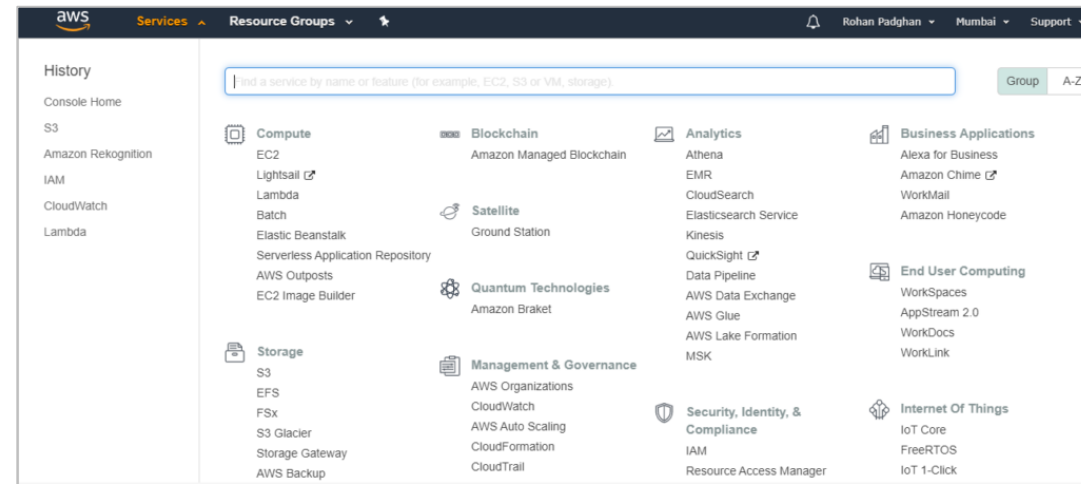 aws Services Resource Groups Rohan Padghan Mumbai Support
History
Console Home
S3
Amazon Rekognition
IAM
CloudWatch
Lambda
Find a service by name or feature (for example, EC2, S3 or VM, storage).
Group A-Z
Compute
EC2
Lightsail
Lambda
Batch
Elastic Beanstalk
Serverless Application Repository
AWS Outposts
EC2 Image Builder
Storage
S3
EFS
FSx
S3 Glacier
Storage Gateway
AWS Backup
Blockchain
Amazon Managed Blockchain
Satellite
Ground Station
Quantum Technologies
Amazon Braket
Management & Governance
AWS Organizations
CloudWatch
AWS Auto Scaling
CloudFormation
CloudTrail
Analytics
Athena
EMR
CloudSearch
Elasticsearch Service
Kinesis
QuickSight
Data Pipeline
AWS Data Exchange
AWS Glue
AWS Lake Formation
MSK
Security, Identity, &
Compliance
IAM
Resource Access Manager
Business Applications
Alexa for Business
Amazon Chime
WorkMail
Amazon Honeycode
End User Computing
WorkSpaces
AppStream 2.0
WorkDocs
WorkLink
Internet Of Things
IoT Core
FreeRTOS
IoT 1-Click